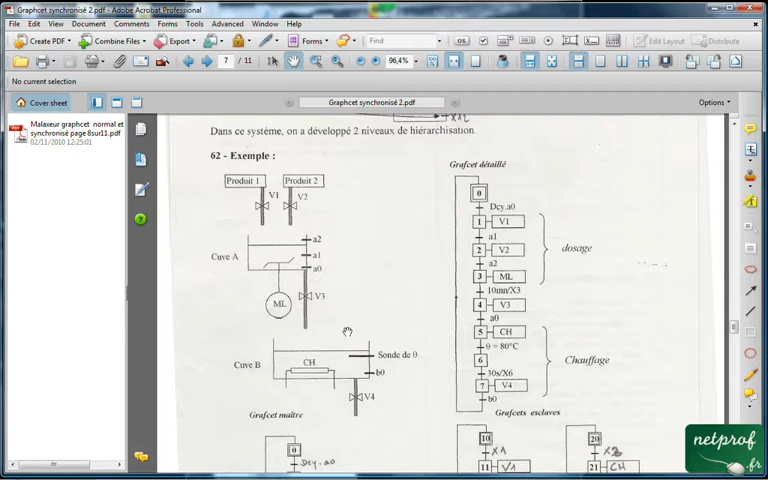 Graphcet synchronisé 2.pdf - Adobe Acrobat Professional
File Edit View Document Comments Forms Tools Advanced Window Help
Create PDF Combine Files Export Forms Find Edit Layout Distribute
7 / 11 96,4%
No current selection
Cover sheet Graphcet synchronisé 2.pdf Options
Malaxeur graphcet normal et
synchronisé page 8sur11.pdf
02/11/2010 12:25:01
Dans ce système, on a développé 2 niveaux de hiérarchisation.
62 - Exemple :
Grafcet détaillé
Produit 1 Produit 2
V1 V2
Cuve A
a2
a1
a0
ML
V3
Cuve B
CH
Sonde de θ
b0
V4
0
Dcy.a0
1 V1
a1
2 V2
a2
3 ML
10mn/X3
4 V3
a0
5 CH
θ = 80°C
6
30s/X6
7 V4
b0
dosage
Chauffage
Grafcet maître
Grafcets esclaves
0
Dcy.a0
10
X1
11 V1
20
21 CH
netprof
.fr